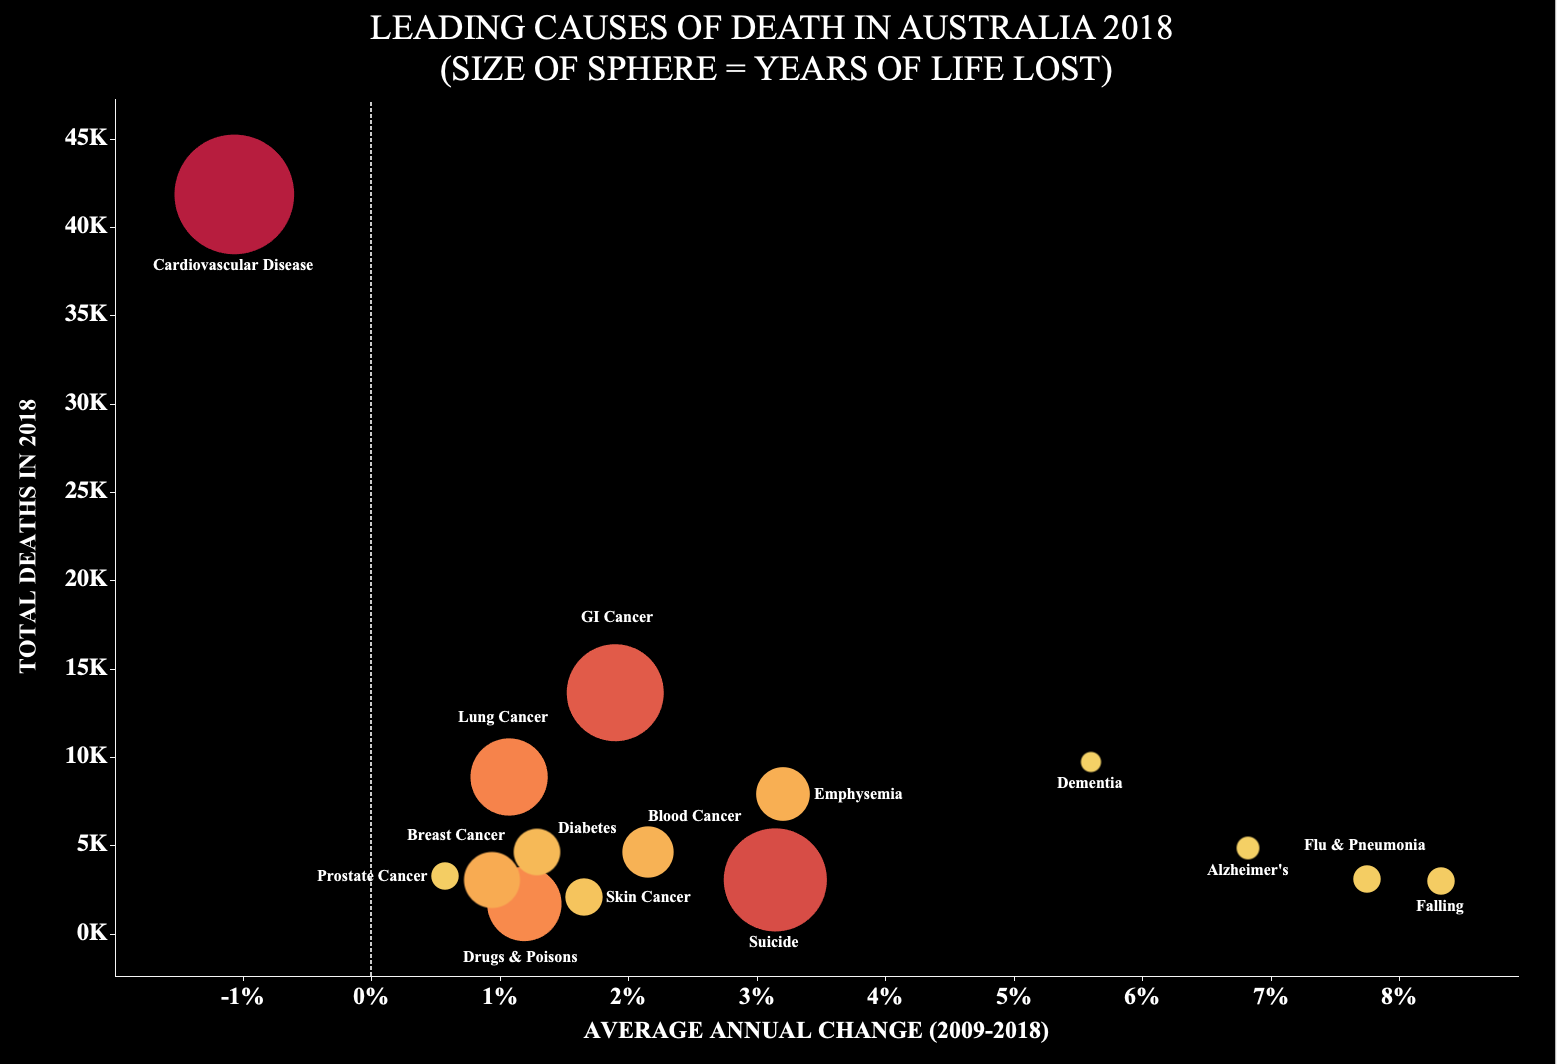 LEADING CAUSES OF DEATH IN AUSTRALIA 2018
(SIZE OF SPHERE = YEARS OF LIFE LOST)
TOTAL DEATHS IN 2018
45K
40K
35K
30K
25K
20K
15K
10K
5K
0K
Cardiovascular Disease
GI Cancer
Lung Cancer
Dementia
Emphysema
Blood Cancer
Diabetes
Breast Cancer
Flu & Pneumonia
Alzheimer's
Prostate Cancer
Skin Cancer
Falling
Suicide
Drugs & Poisons
-1%
0%
1%
2%
3%
4%
5%
6%
7%
8%
AVERAGE ANNUAL CHANGE (2009-2018)